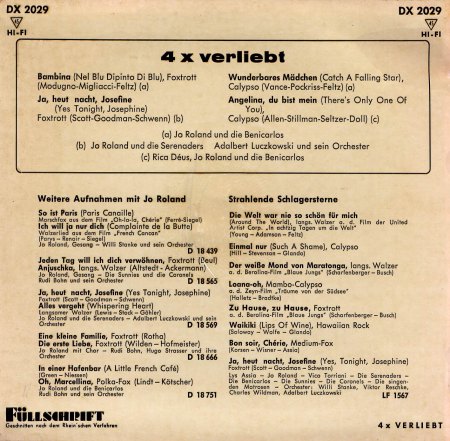 DX 2029
DX 2029
45
HI-FI
45
HI-FI
4 x verliebt
Bambina (Nel Blu Dipinto Di Blu), Foxtrott
(Modugno-Migliacci-Feltz) (a)
Ja, heut nacht, Josefine
(Yes Tonight, Josephine)
Foxtrott (Scott-Goodman-Schwenn) (b)
Wunderbares Mädchen (Catch A Falling Star),
Calypso (Vance-Pockriss-Feltz) (a)
Angelina, du bist mein (There's Only One Of
You),
Calypso (Allen-Stillman-Seltzer-Doll) (c)
(a) Jo Roland und die Benicarlos
(b) Jo Roland und die Serenaders Adalbert Luczkowski und sein Orchester
(c) Rica Déus, Jo Roland und die Benicarlos
Weitere Aufnahmen mit Jo Roland
So ist Paris (Paris Canaille)
Marschfox aus dem Film „Oh-la-la, Chérie" (Ferré-Siegel)
Will ich ja nur dich (Complainte de la Butte)
Walzerlied aus dem Film „French Cancan"
(Parys - Renoir - Siegel)
Jo Roland, Gesang - Willi Stanke und sein Orchester
D 18 439
Jeden Tag will ich dich verwöhnen, Foxtrott (Peul)
Anjuschka, langs. Walzer (Altstedt-Ackermann)
Jo Roland, Gesang - Die Sunnies und die Coronels
Rudi Bohn und sein Orchester
D 18 565
Ja, heut nacht, Josefine (Yes Tonight, Josephine)
Foxtrott (Scott - Goodman - Schwenn)
Alles vergeht (Whispering Heart)
Langsamer Walzer (Lewis - Stock - Gähler)
Jo Roland und die Serenaders - Adalbert Luczkowski und sein
Orchester
D 18 569
Eine kleine Familie, Foxtrott (Rotha)
Die erste Liebe, Foxtrott (Wilden - Hofmeister)
Jo Roland mit Chor - Rudi Bohn, Hugo Strasser und ihre
Orchester
D 18 666
In einer Hafenbar (A Little French Café)
(Green - Niessen)
Oh, Marcellina, Polka-Fox (Lindt - Kötscher)
Jo Roland - Rudi Bohn und sein Orchester
D 18 751
Strahlende Schlagersterne
Die Welt war nie so schön für mich
(Around The World), langs. Walzer a. d. Film der United
Artist Corp. „In achtzig Tagen um die Welt"
(Young - Adamson - Feltz)
Einmal nur (Such A Shame), Calypso
(Hill - Stevenson - Glando)
Der weiße Mond von Maratonga, langs. Walzer
a. d. Berolina-Film „Blaue Jungs" (Scharfenberger - Busch)
Loana-oh, Mambo-Calypso
a. d. Zeyn-Film „Träume von der Südsee"
(Halletz - Bradtke)
Zu Hause, zu Hause, Foxtrott
a. d. Berolina-Film „Blaue Jungs" (Scharfenberger - Busch)
Waikiki (Lips Of Wine), Hawaiian Rock
(Soloway - Wolfe - Glando)
Bon soir, Chérie, Medium-Fox
(Korsen - Wisner - Assia)
Ja, heut nacht, Josefine (Yes, Tonight, Josephine)
Foxtrott (Scott - Goodman - Schwenn)
Lys Assia - Jo Roland - Vico Torriani - Die Serenaders -
Die Benicarlos - Die Sunnies - Die Coronels - Die singen-
den Matrosen - Orchester: Willi Stanke, Viktor Reschke,
Charles Wildman, Adalbert Luczkowski
LF 1567
FÜLLSCHRIFT
Geschnitten nach dem Rhein'schen Verfahren
4 x VERLIEBT